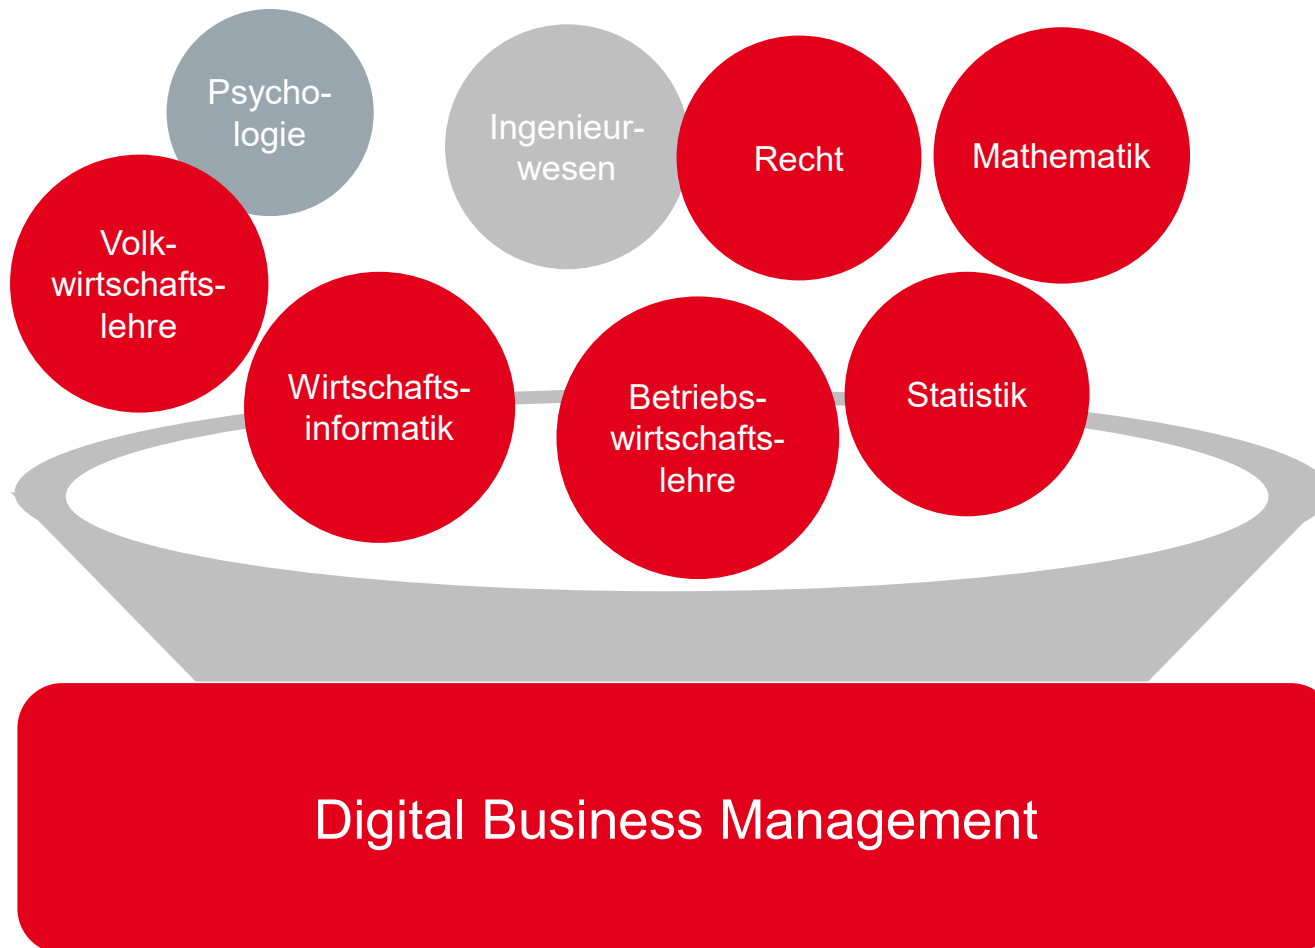 Psycho-
logie
Ingenieur-
wesen
Recht
Mathematik
Volk-
wirtschafts-
lehre
Wirtschafts-
informatik
Betriebs-
wirtschafts-
lehre
Statistik
Digital Business Management